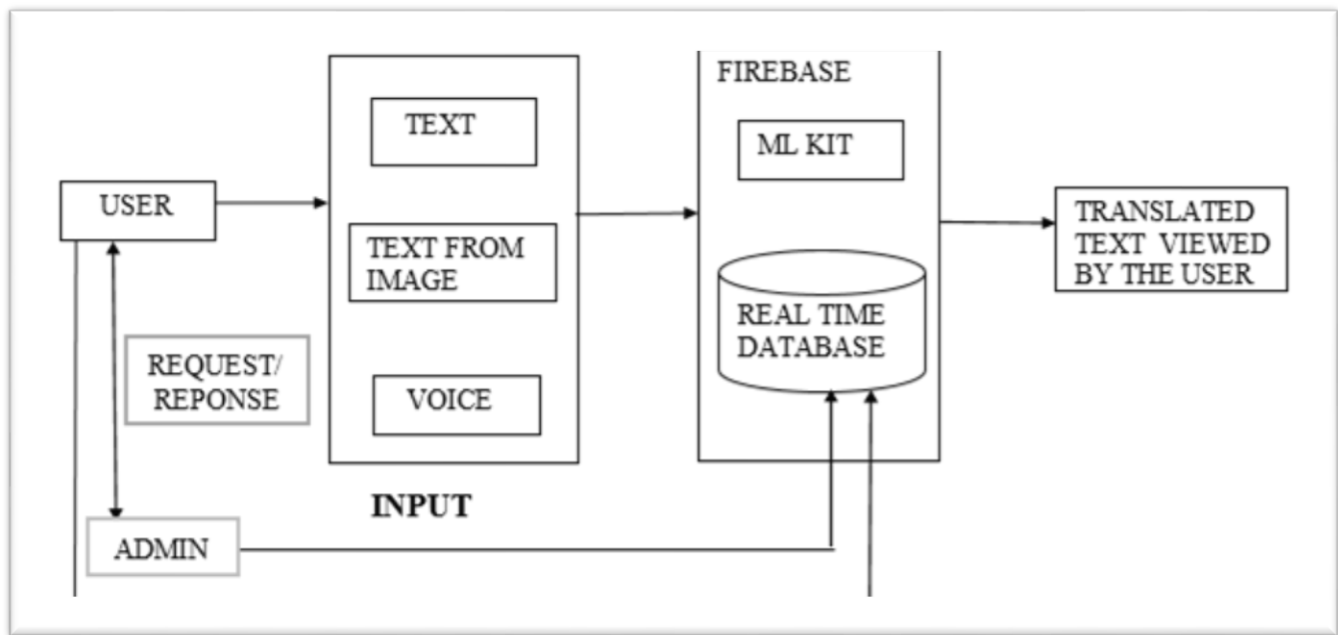 USER
REQUEST/
REPONSE
ADMIN
TEXT
TEXT FROM
IMAGE
VOICE
INPUT
FIREBASE
ML KIT
REAL TIME
DATABASE
TRANSLATED
TEXT VIEWED
BY THE USER